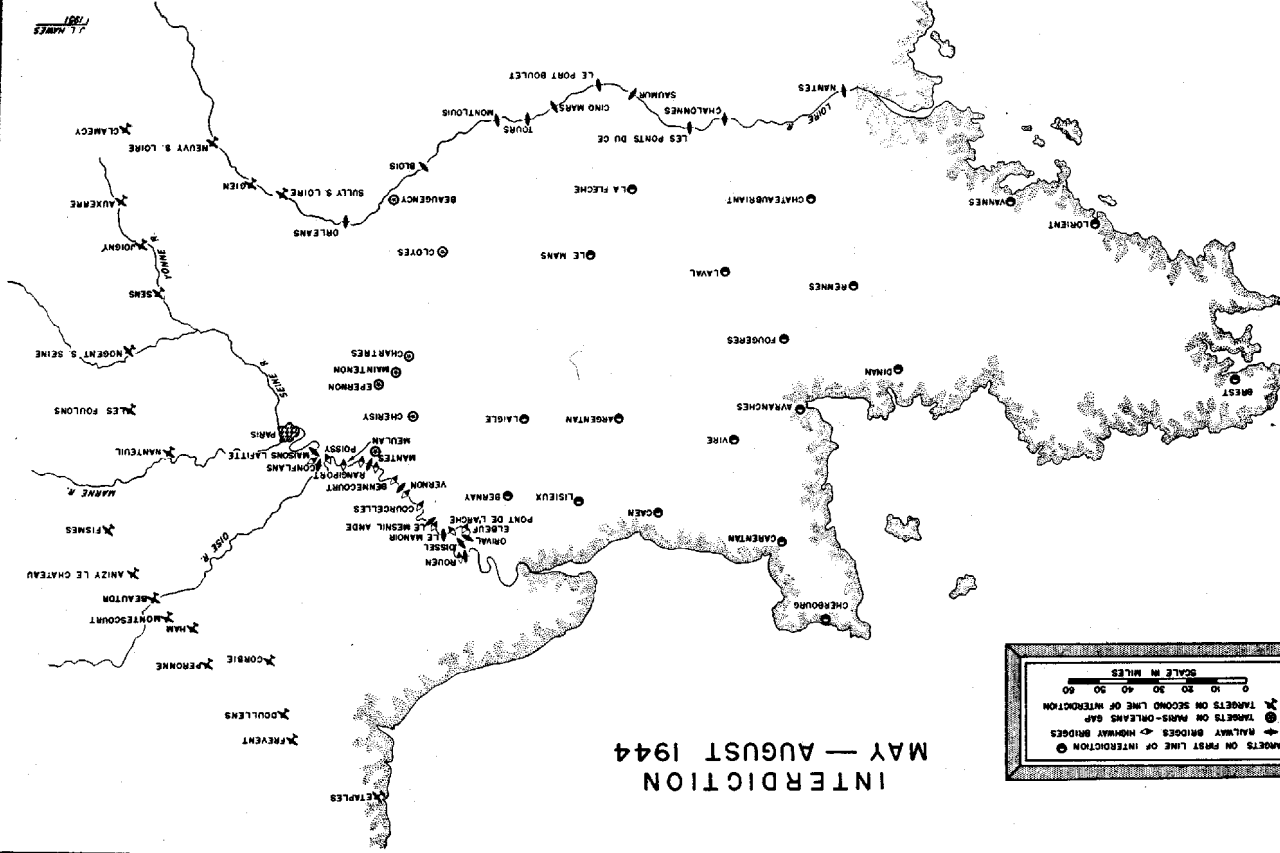 INTERDICTION
MAY — AUGUST 1944
TARGETS ON FIRST LINE OF INTERDICTION
RAILWAY BRIDGES HIGHWAY BRIDGES
TARGETS ON PARIS-ORLEANS GAP
TARGETS ON SECOND LINE OF INTERDICTION
0 10 20 30 40 50 60
SCALE IN MILES
ETAPLES
FREVENT
DOULLENS
CORBIE
PERONNE
HAM
MONTESCOURT
BEAUTOR
ANIZY LE CHATEAU
FISMES
OISE R.
MARNE R.
NANTEUIL
LES FOULONS
NOGENT S. SEINE
SEINE R.
SENS
YONNE R.
JOIGNY
AUXERRE
CLAMECY
CHERBOURG
CARENTAN
CAEN
LISIEUX
BERNAY
ROUEN
OISSEL
ORIVAL
ELBEUF
PONT DE L'ARCHE
LE MANOIR
LE MESNIL ANDE
COURCELLES
VERNON
BENNECOURT
MANTES
RANGIPORT
MEULAN
POISSY
CONFLANS
MAISONS LAFITTE
PARIS
VIRE
AVRANCHES
ARGENTAN
LAIGLE
CHERISY
EPERNON
MAINTENON
CHARTRES
BREST
DINAN
FOUGERES
RENNES
LAVAL
LE MANS
CLOYES
LORIENT
VANNES
CHATEAUBRIANT
LA FLECHE
BEAUGENCY
ORLEANS
BLOIS
SULLY S. LOIRE
GIEN
NEUVY S. LOIRE
NANTES
LOIRE R.
CHALONNES
LES PONTS DU CE
SAUMUR
LE PORT BOULET
CINQ MARS
TOURS
MONTLOUIS
J L HAWES
1951